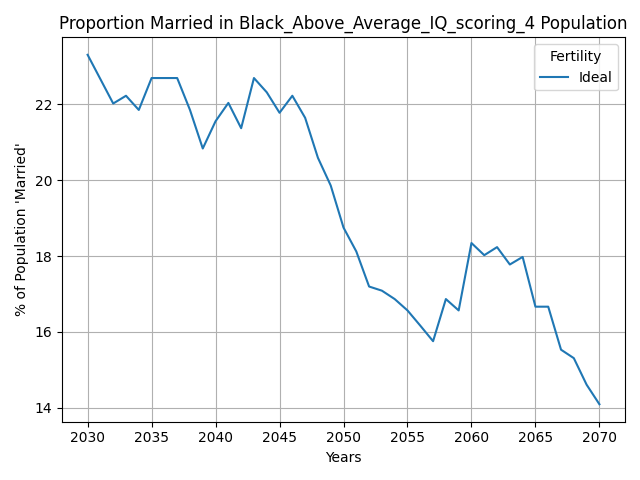 Proportion Married in Black_Above_Average_IQ_scoring_4 Population
Fertility
Ideal
% of Population 'Married'
22
20
18
16
14
2030 2035 2040 2045 2050 2055 2060 2065 2070
Years